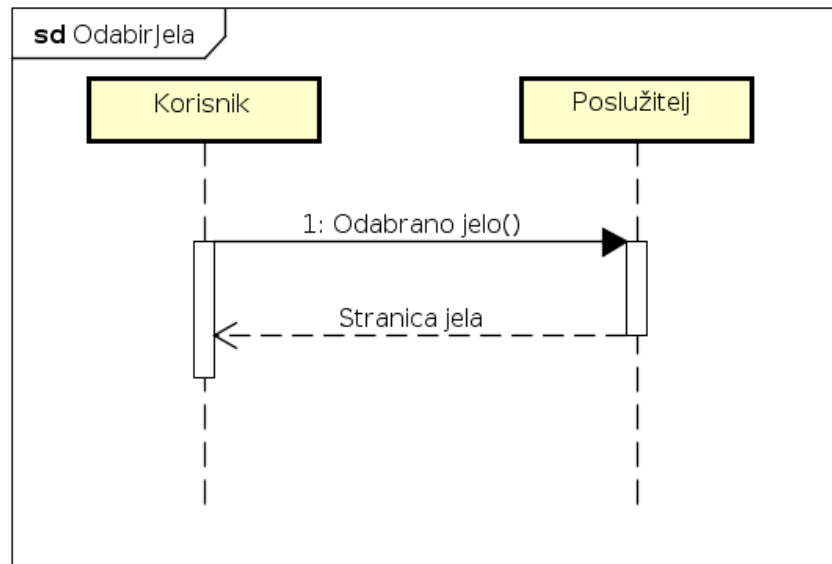 sd OdabirJela
Korisnik
Poslužitelj
1: Odabrano jelo()
Stranica jela